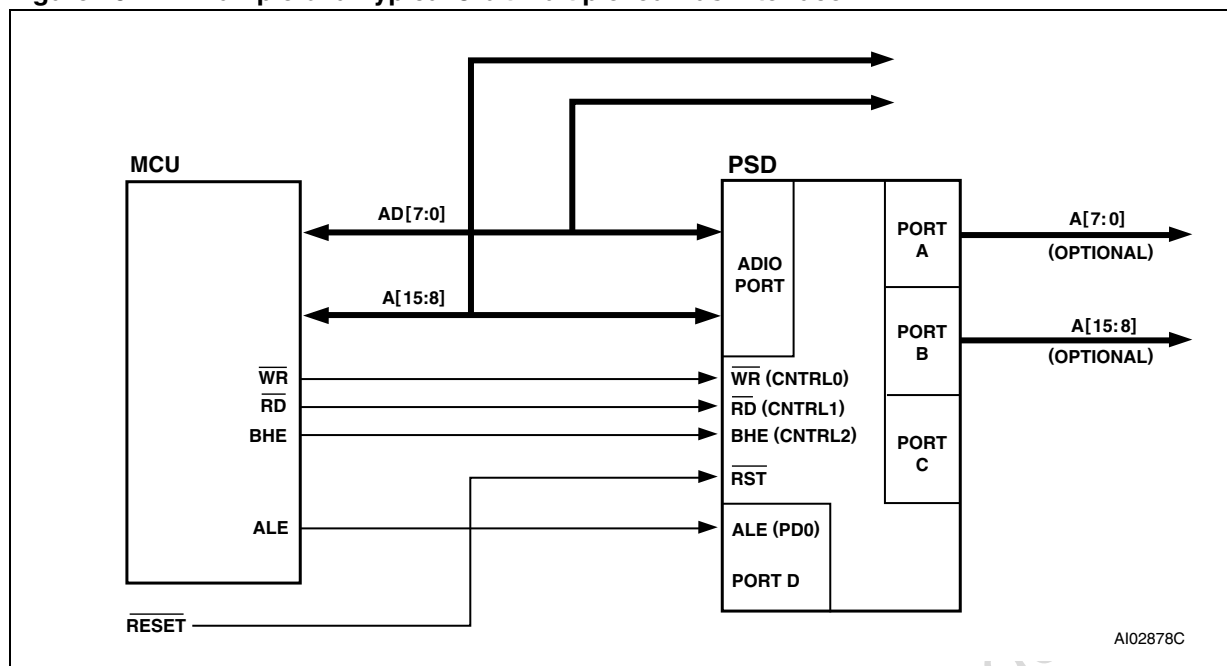 MCU
PSD
AD[7:0]
A[15:8]
ADIO
PORT
PORT
A
A[7:0]
(OPTIONAL)
PORT
B
A[15:8]
(OPTIONAL)
PORT
C
WR
RD
BHE
ALE
WR (CNTRL0)
RD (CNTRL1)
BHE (CNTRL2)
RST
ALE (PD0)
PORT D
RESET
AI02878C